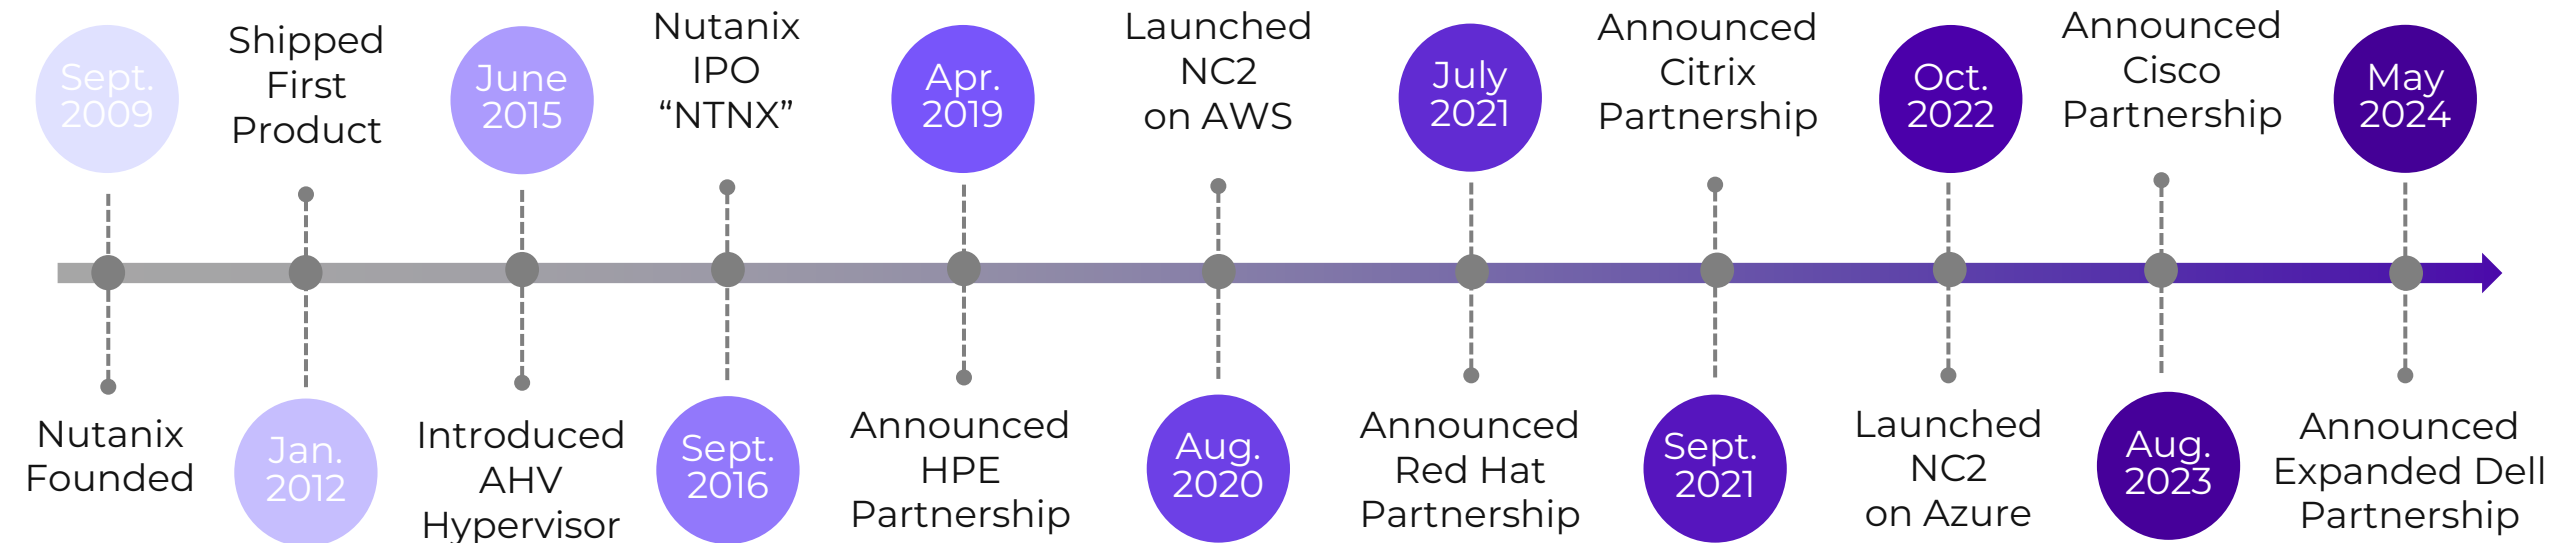 Sept.
2009
Nutanix
Founded
Shipped
First
Product
Jan.
2012
June
2015
Introduced
AHV
Hypervisor
Nutanix
IPO
“NTNX”
Sept.
2016
Apr.
2019
Announced
HPE
Partnership
Launched
NC2
on AWS
Aug.
2020
July
2021
Announced
Red Hat
Partnership
Announced
Citrix
Partnership
Sept.
2021
Oct.
2022
Launched
NC2
on Azure
Announced
Cisco
Partnership
Aug.
2023
May
2024
Announced
Expanded Dell
Partnership